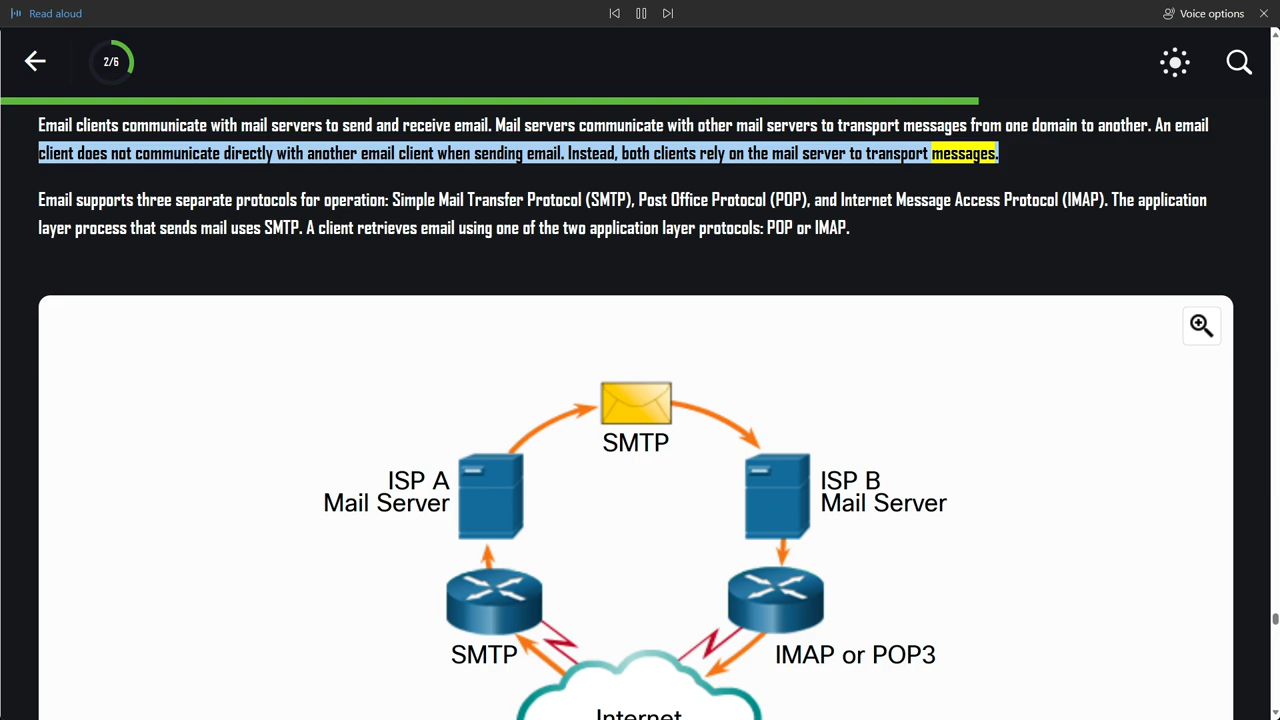 Read aloud
Voice options
2/6
Email clients communicate with mail servers to send and receive email. Mail servers communicate with other mail servers to transport messages from one domain to another. An email
client does not communicate directly with another email client when sending email. Instead, both clients rely on the mail server to transport messages.
Email supports three separate protocols for operation: Simple Mail Transfer Protocol (SMTP), Post Office Protocol (POP), and Internet Message Access Protocol (IMAP). The application
layer process that sends mail uses SMTP. A client retrieves email using one of the two application layer protocols: POP or IMAP.
SMTP
ISP A
Mail Server
ISP B
Mail Server
SMTP
IMAP or POP3
Internet